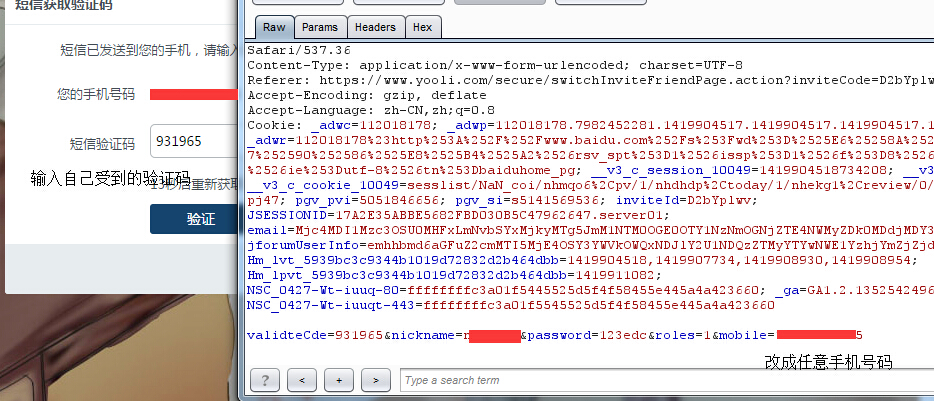 短信获取验证码
短信已发送到您的手机，请输入
您的手机号码
短信验证码
931965
输入自己受到的验证码
秒后重新获取
验证
Raw
Params
Headers
Hex
Safari/537.36
Content-Type: application/x-www-form-urlencoded; charset=UTF-8
Referer: https://www.yooli.com/secure/switchInviteFriendPage.action?inviteCode=D2bYplw
Accept-Encoding: gzip, deflate
Accept-Language: zh-CN,zh;q=0.8
Cookie: _adwc=112018178; _adwp=112018178.7982452281.1419904517.1419904517.1419904517.1
_adwr=112018178%23http%253A%252F%252Fwww.baidu.com%252Fs%253Fwd%253D%2525E6%25258A%252
7%252590%252586%2525E8%2525B4%2525A2%2526rsv_spt%253D1%2526issp%253D1%2526f%253D8%2526
%2526ie%253Dutf-8%2526tn%253Dbaiduhome_pg; __v3_c_session_10049=1419904518734208; __v3
__v3_c_cookie_10049=sesslist/NaN_coi/nhmqo6%2Cpv/1/nhdhdp%2Ctoday/1/nhekg1%2Creview/0/
pj47; pgv_pvi=5051846656; pgv_si=s5141569536; inviteId=D2bYplwv;
JSESSIONID=17A2E35ABBE5682FBD030B5C47962647.server01;
email=Mjc4MDI1Mzc3OSU0MHFxLmNvbSYxMjkyMTg5JmM1NTM0OGE0OTY1NzNmOGNjZTE4NWMyZDk0MDdjMDY3
jforumUserInfo=emhhbmd6aGFuZ2cmMTI5MjE4OSY3YWVkOWQxNDJlY2U1NDQzZTMyYTYwNWE1YzhjYmZjZjd
Hm_lvt_5939bc3c9344b1019d72832d2b464dbb=1419904518,1419907734,1419908930,1419908954;
Hm_lpvt_5939bc3c9344b1019d72832d2b464dbb=1419911082;
NSC_0427-Wt-iuuq-80=ffffffffc3a01f5445525d5f4f58455e445a4a423660; _ga=GA1.2.1352542496
NSC_0427-Wt-iuuq-443=ffffffffc3a01f5545525d5f4f58455e445a4a423660
validteCde=931965&nickname=r &password=123edc&roles=1&mobile= 5
改成任意手机号码
?
<
+
>
Type a search term